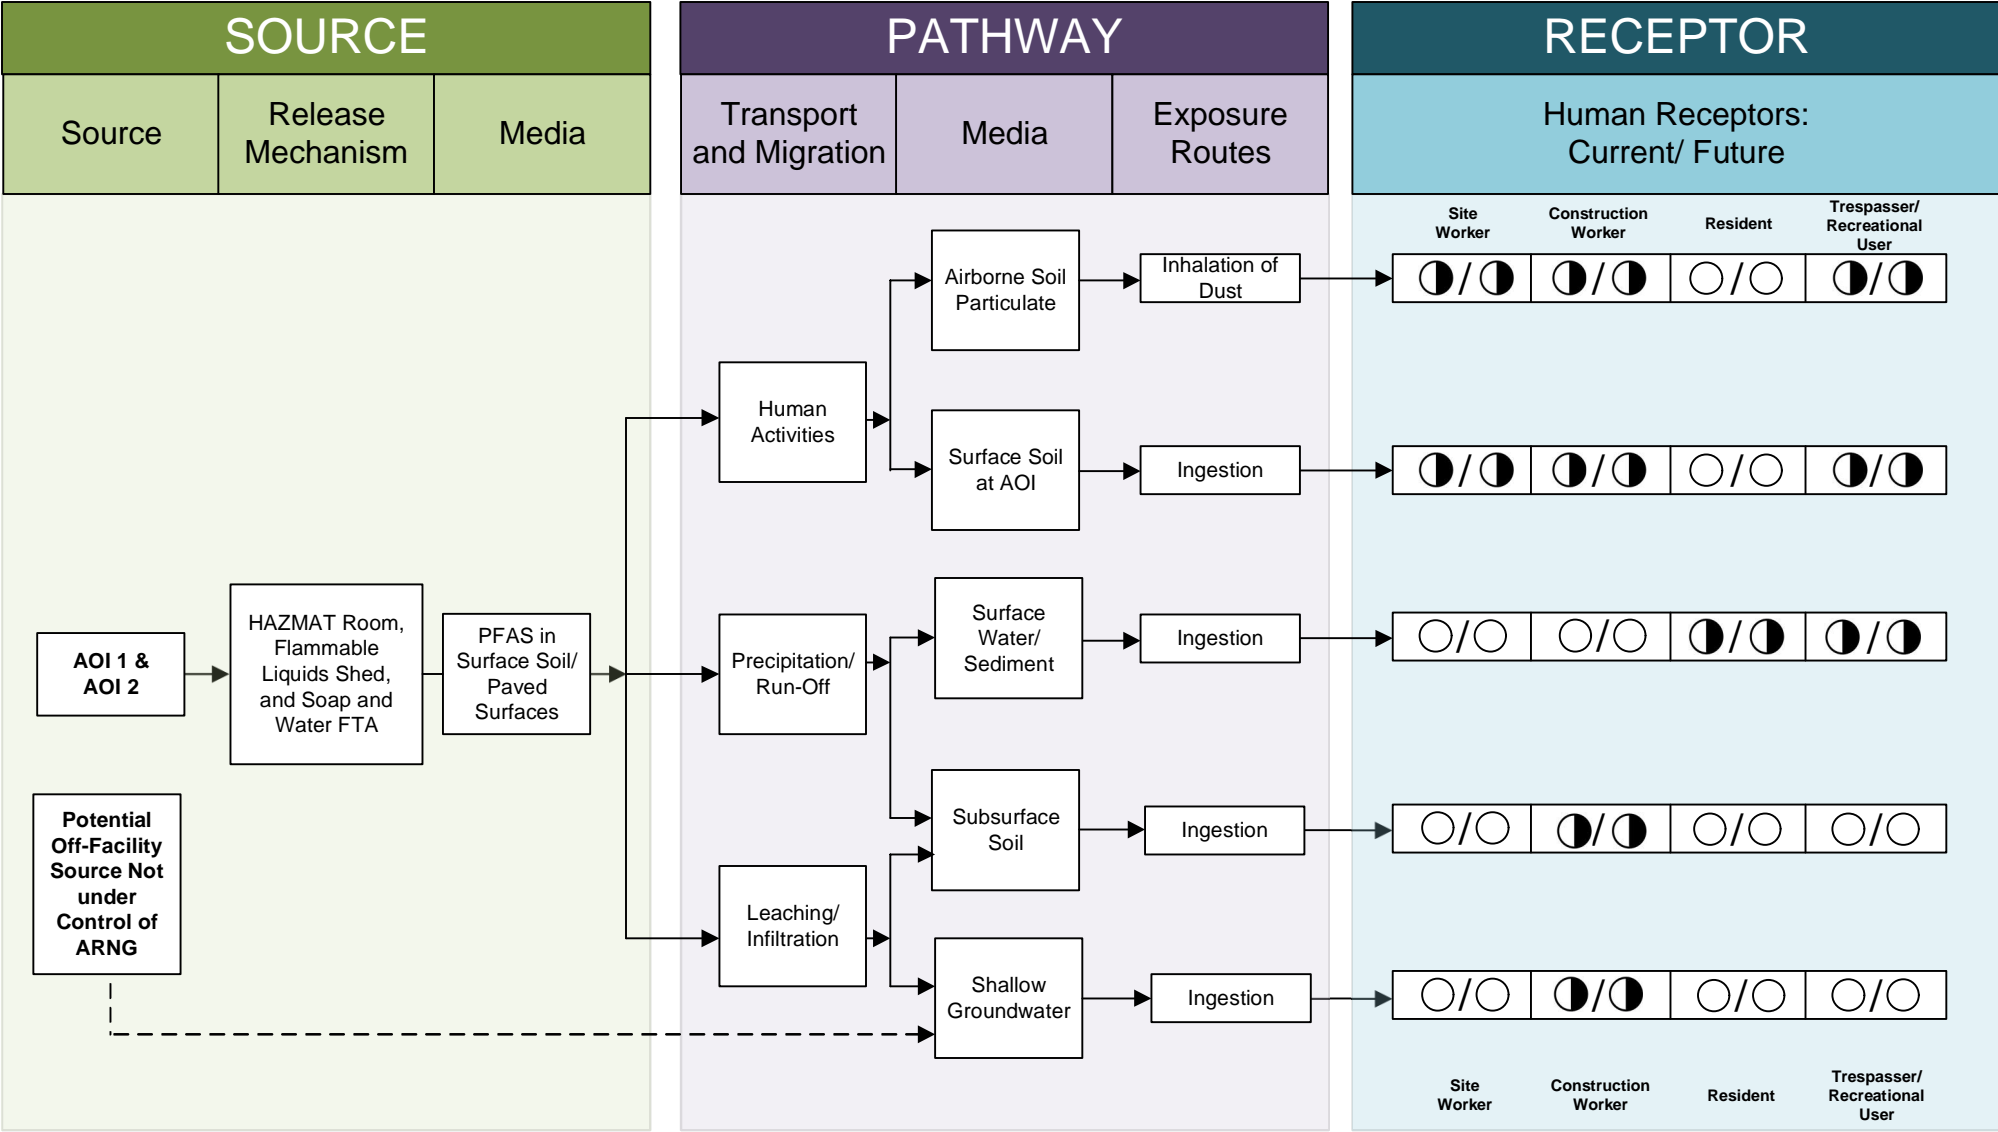 SOURCE
PATHWAY
RECEPTOR
Source
Release
Mechanism
Media
Transport
and Migration
Media
Exposure
Routes
Human Receptors:
Current/ Future
Site
Worker
Construction
Worker
Resident
Trespasser/
Recreational
User
Airborne Soil
Particulate
Inhalation of
Dust
/
/
/
/
Human
Activities
Surface Soil
at AOI
Ingestion
/
/
/
/
AOI 1 &
AOI 2
HAZMAT Room,
Flammable
Liquids Shed,
and Soap and
Water FTA
PFAS in
Surface Soil/
Paved
Surfaces
Precipitation/
Run-Off
Surface
Water/
Sediment
Ingestion
/
/
/
/
Potential
Off-Facility
Source Not
under
Control of
ARNG
Subsurface
Soil
Ingestion
/
/
/
/
Leaching/
Infiltration
Shallow
Groundwater
Ingestion
/
/
/
/
Site
Worker
Construction
Worker
Resident
Trespasser/
Recreational
User